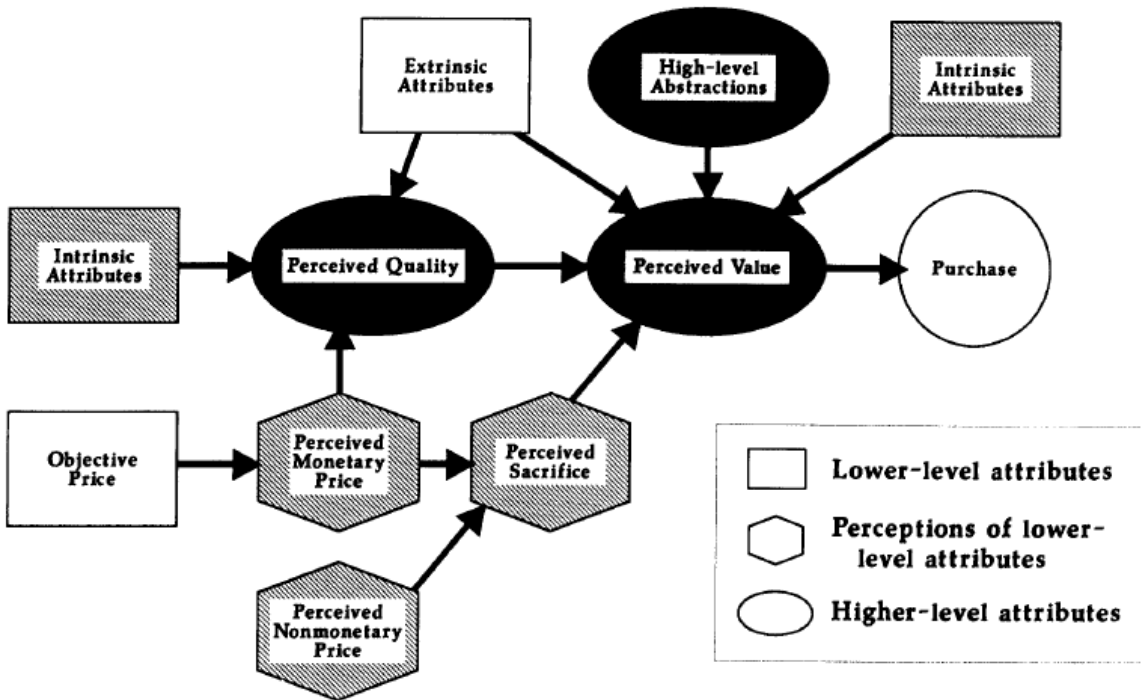 Extrinsic
Attributes
High-level
Abstractions
Intrinsic
Attributes
Intrinsic
Attributes
Perceived Quality
Perceived Value
Purchase
Objective
Price
Perceived
Monetary
Price
Perceived
Sacrifice
Perceived
Nonmonetary
Price
Lower-level attributes
Perceptions of lower-
level attributes
Higher-level attributes